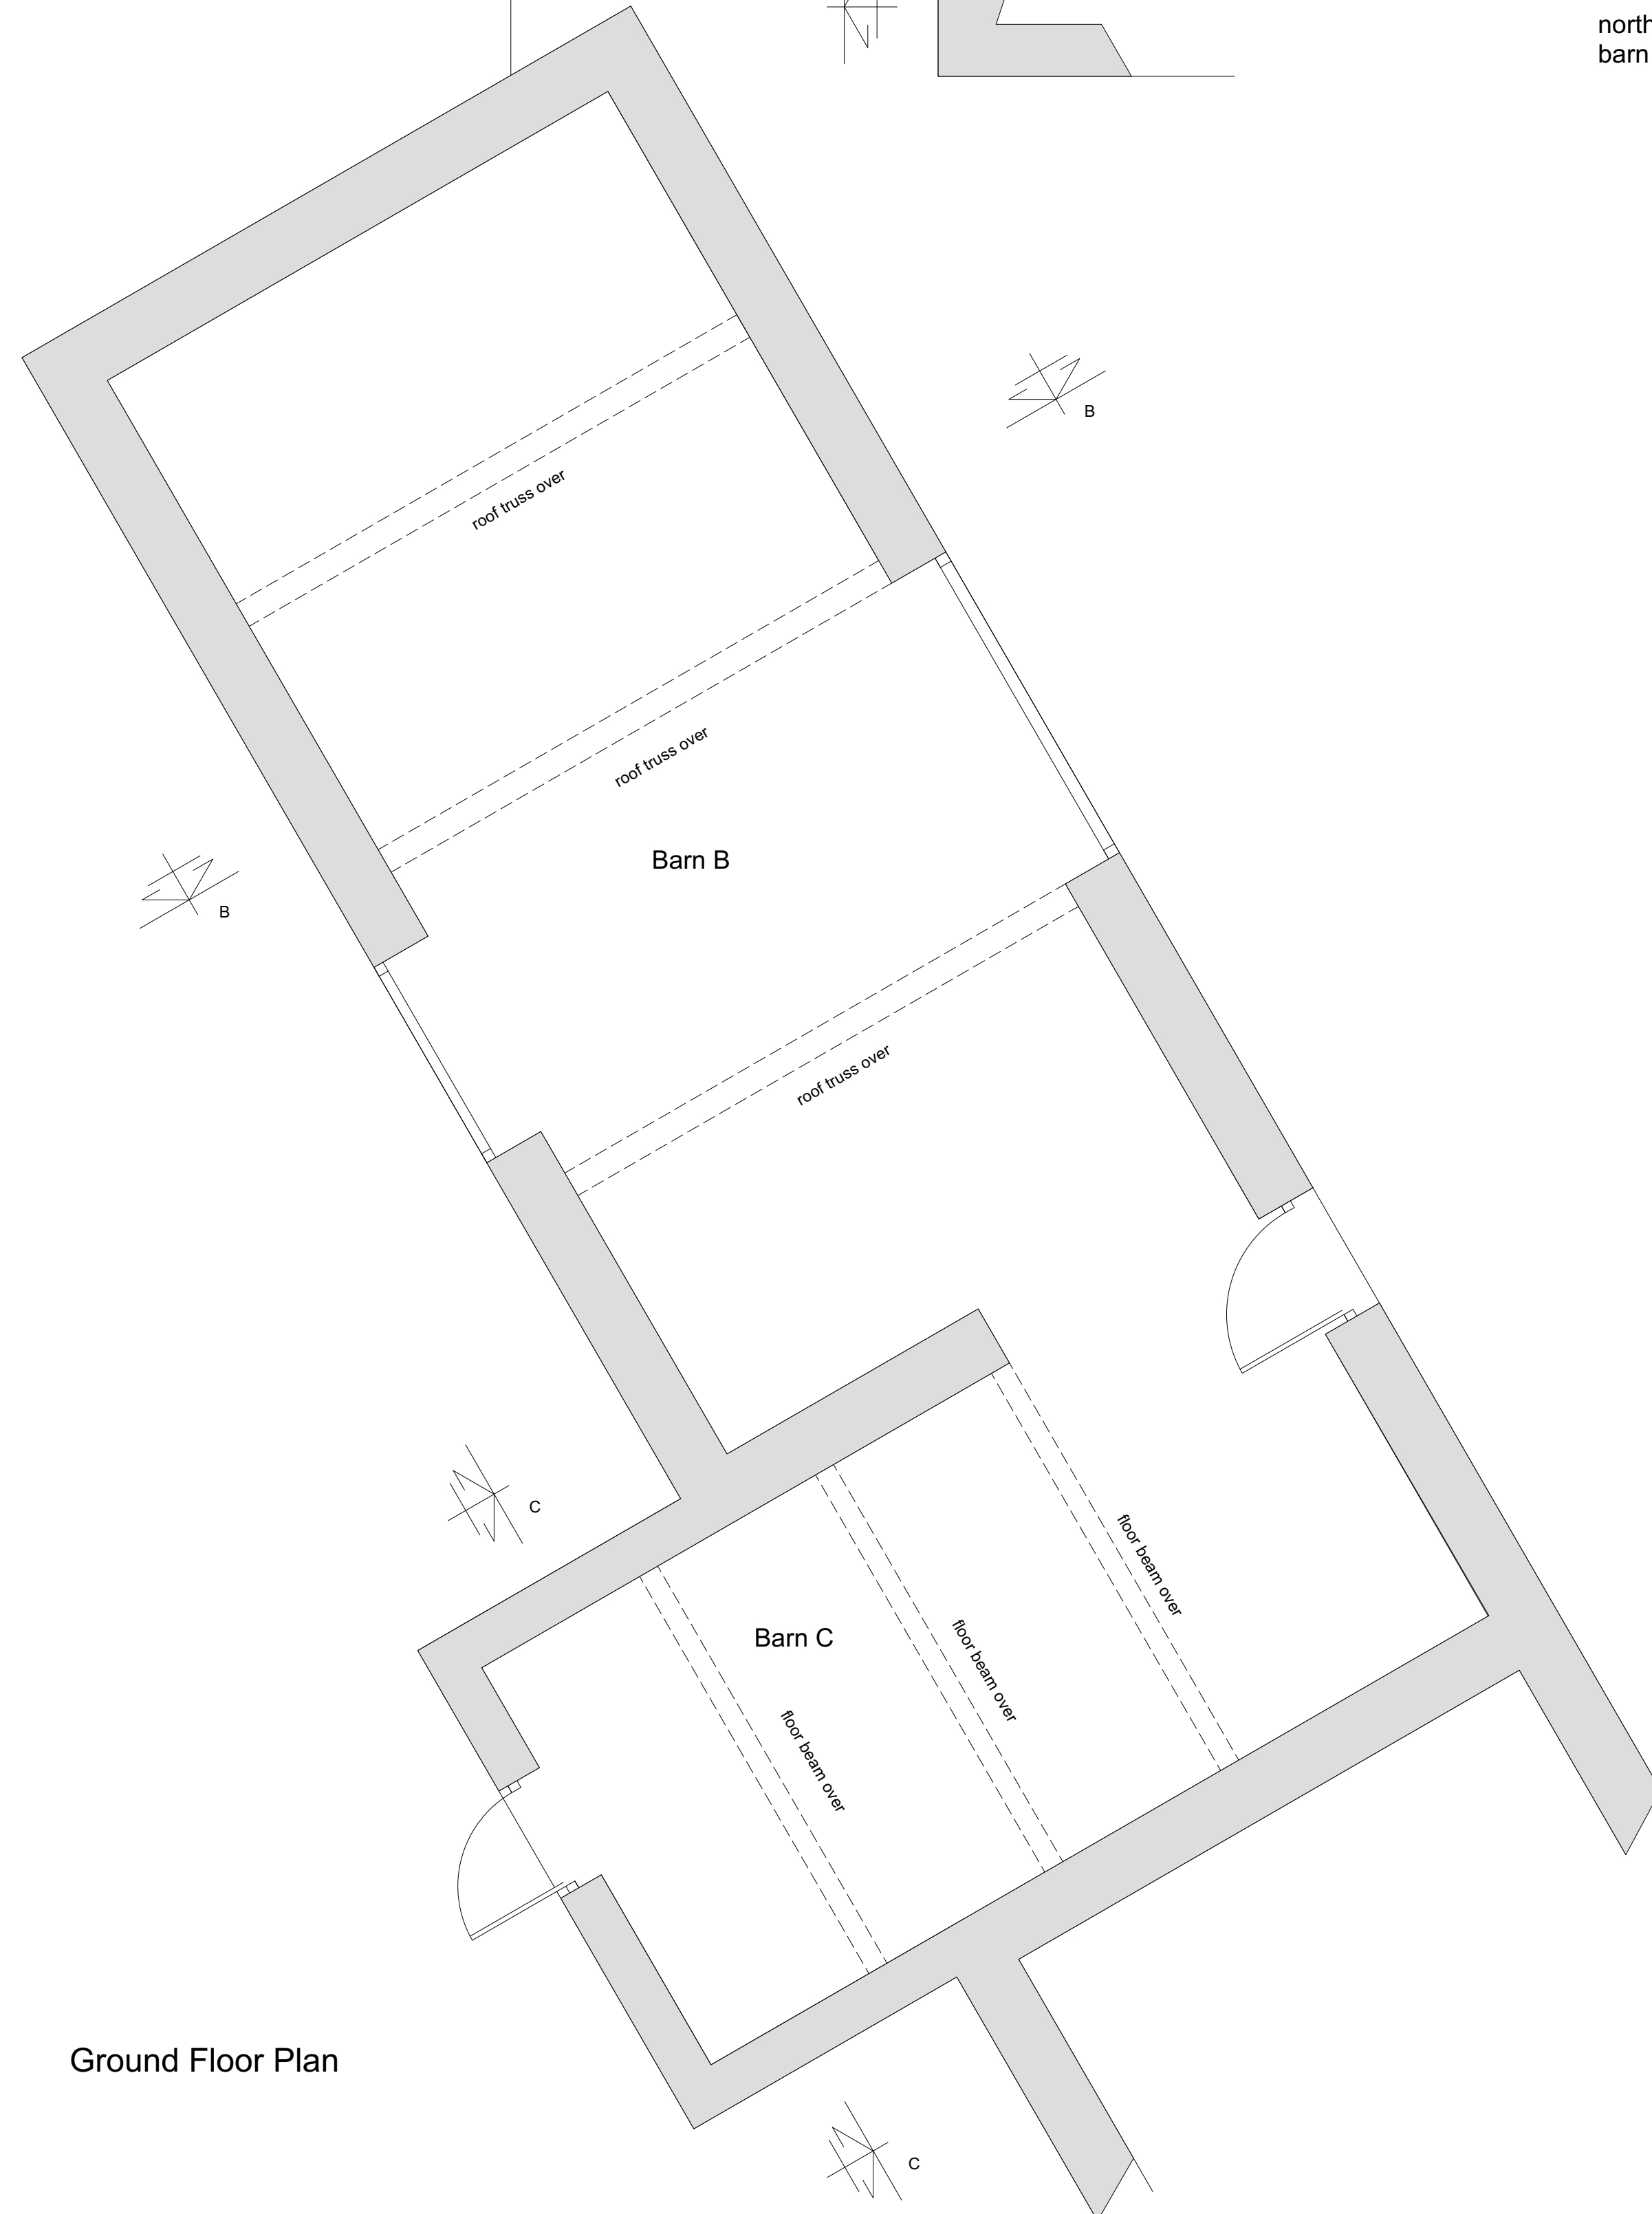 north
barn
B
roof truss over
roof truss over
Barn B
B
roof truss over
C
floor beam over
Barn C
floor beam over
floor beam over
Ground Floor Plan
C